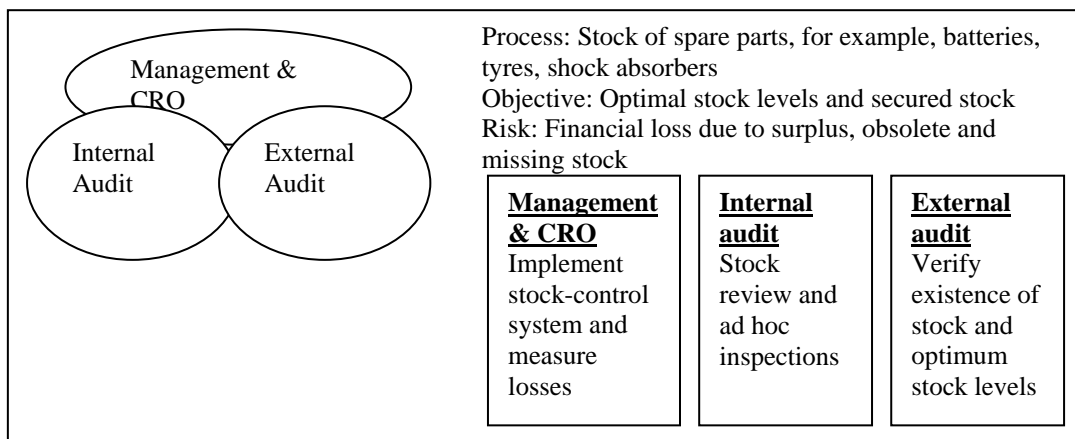 Management &
CRO
Internal
Audit
External
Audit
Process: Stock of spare parts, for example, batteries,
tyres, shock absorbers
Objective: Optimal stock levels and secured stock
Risk: Financial loss due to surplus, obsolete and
missing stock
Management
& CRO
Implement
stock-control
system and
measure
losses
Internal
audit
Stock
review and
ad hoc
inspections
External
audit
Verify
existence of
stock and
optimum
stock levels